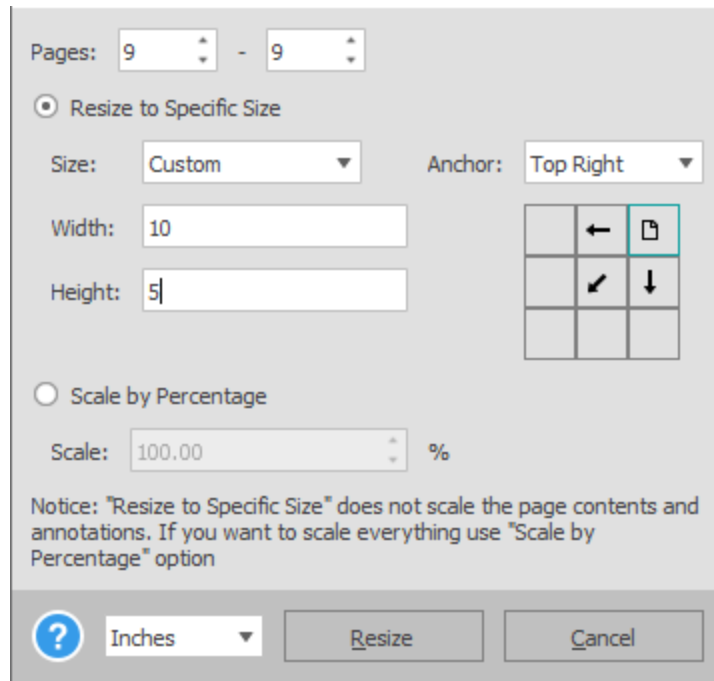 Pages: 9 - 9
Resize to Specific Size
Size: Custom Anchor: Top Right
Width: 10
Height: 5
Scale by Percentage
Scale: 100.00 %
Notice: "Resize to Specific Size" does not scale the page contents and
annotations. If you want to scale everything use "Scale by
Percentage" option
? Inches Resize Cancel